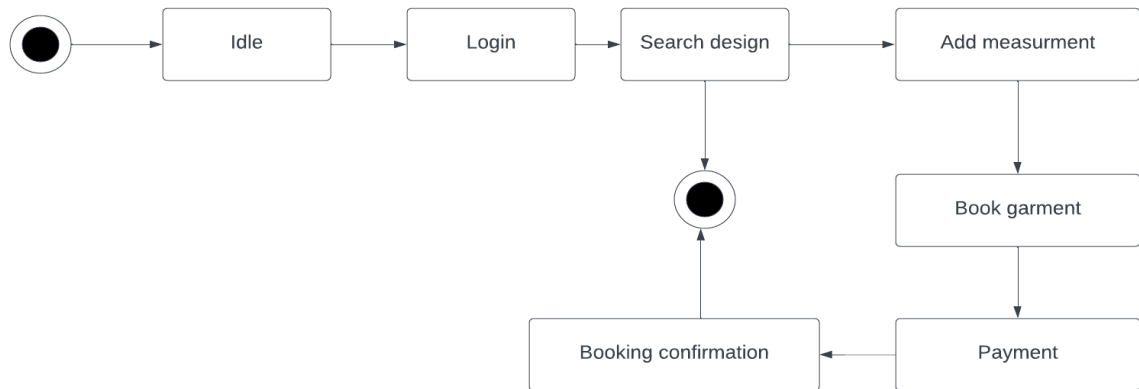 Idle
Login
Search design
Add measurment
Book garment
Booking confirmation
Payment